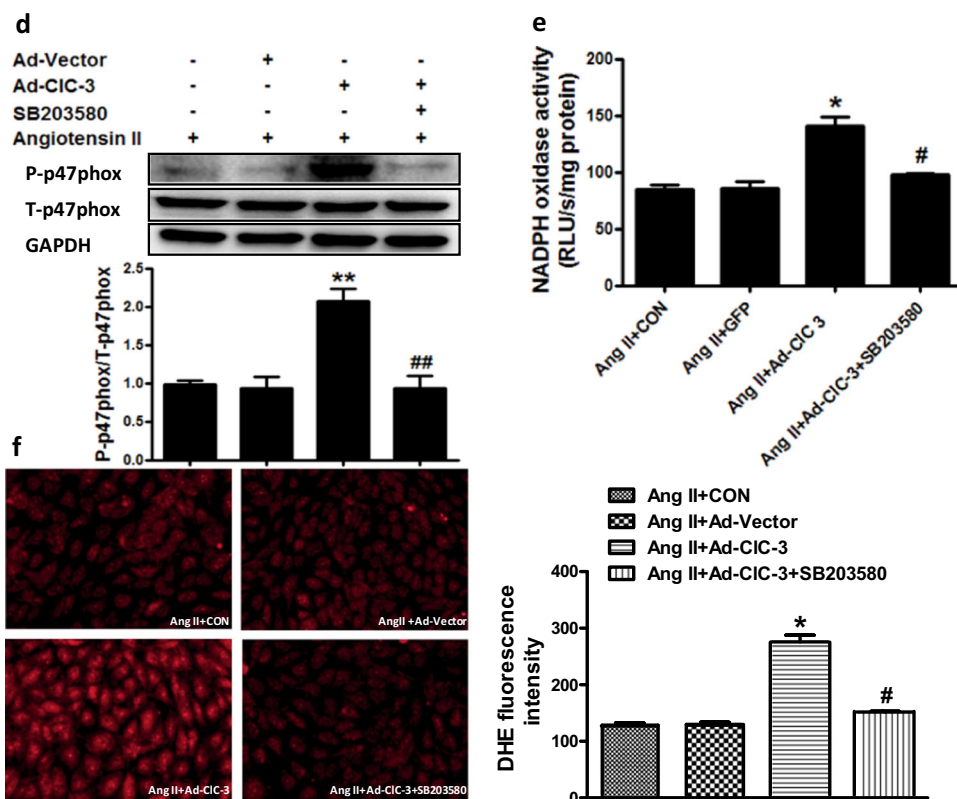 d
Ad-Vector - + - -
Ad-ClC-3 - - + +
SB203580 - - - +
Angiotensin II + + + +
P-p47phox
T-p47phox
GAPDH
P-p47phox/T-p47phox
2.5
2.0
1.5
1.0
0.5
0.0
**
##
e
NADPH oxidase activity
(RLU/s/mg protein)
200
150
100
50
0
*
#
Ang II+CON
Ang II+GFP
Ang II+Ad-ClC 3
Ang II+Ad-ClC-3+SB203580
f
Ang II+CON
AngII +Ad-Vector
Ang II+Ad-ClC-3
Ang II+Ad-ClC-3+SB203580
Ang II+CON
Ang II+Ad-Vector
Ang II+Ad-ClC-3
Ang II+Ad-ClC-3+SB203580
DHE fluorescence
intensity
400
300
200
100
0
*
#